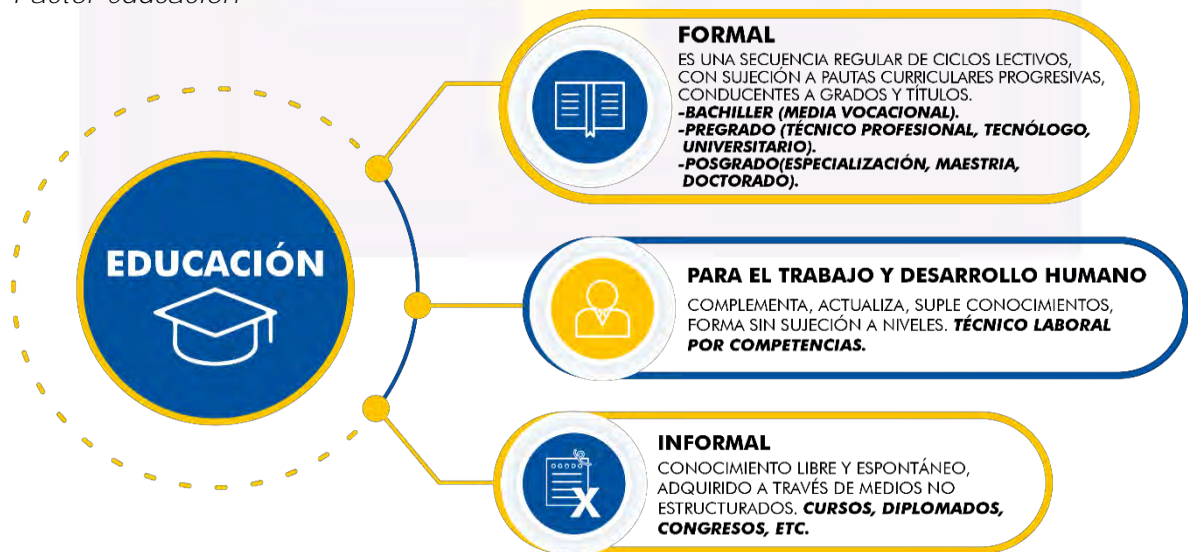 Factor educación
EDUCACIÓN
FORMAL
ES UNA SECUENCIA REGULAR DE CICLOS LECTIVOS,
CON SUJECIÓN A PAUTAS CURRICULARES PROGRESIVAS,
CONDUCENTES A GRADOS Y TÍTULOS.
-BACHILLER (MEDIA VOCACIONAL).
-PREGRADO (TÉCNICO PROFESIONAL, TECNÓLOGO,
UNIVERSITARIO).
-POSGRADO(ESPECIALIZACIÓN, MAESTRIA,
DOCTORADO).
PARA EL TRABAJO Y DESARROLLO HUMANO
COMPLEMENTA, ACTUALIZA, SUPLE CONOCIMIENTOS,
FORMA SIN SUJECIÓN A NIVELES. TÉCNICO LABORAL
POR COMPETENCIAS.
INFORMAL
CONOCIMIENTO LIBRE Y ESPONTÁNEO,
ADQUIRIDO A TRAVÉS DE MEDIOS NO
ESTRUCTURADOS. CURSOS, DIPLOMADOS,
CONGRESOS, ETC.